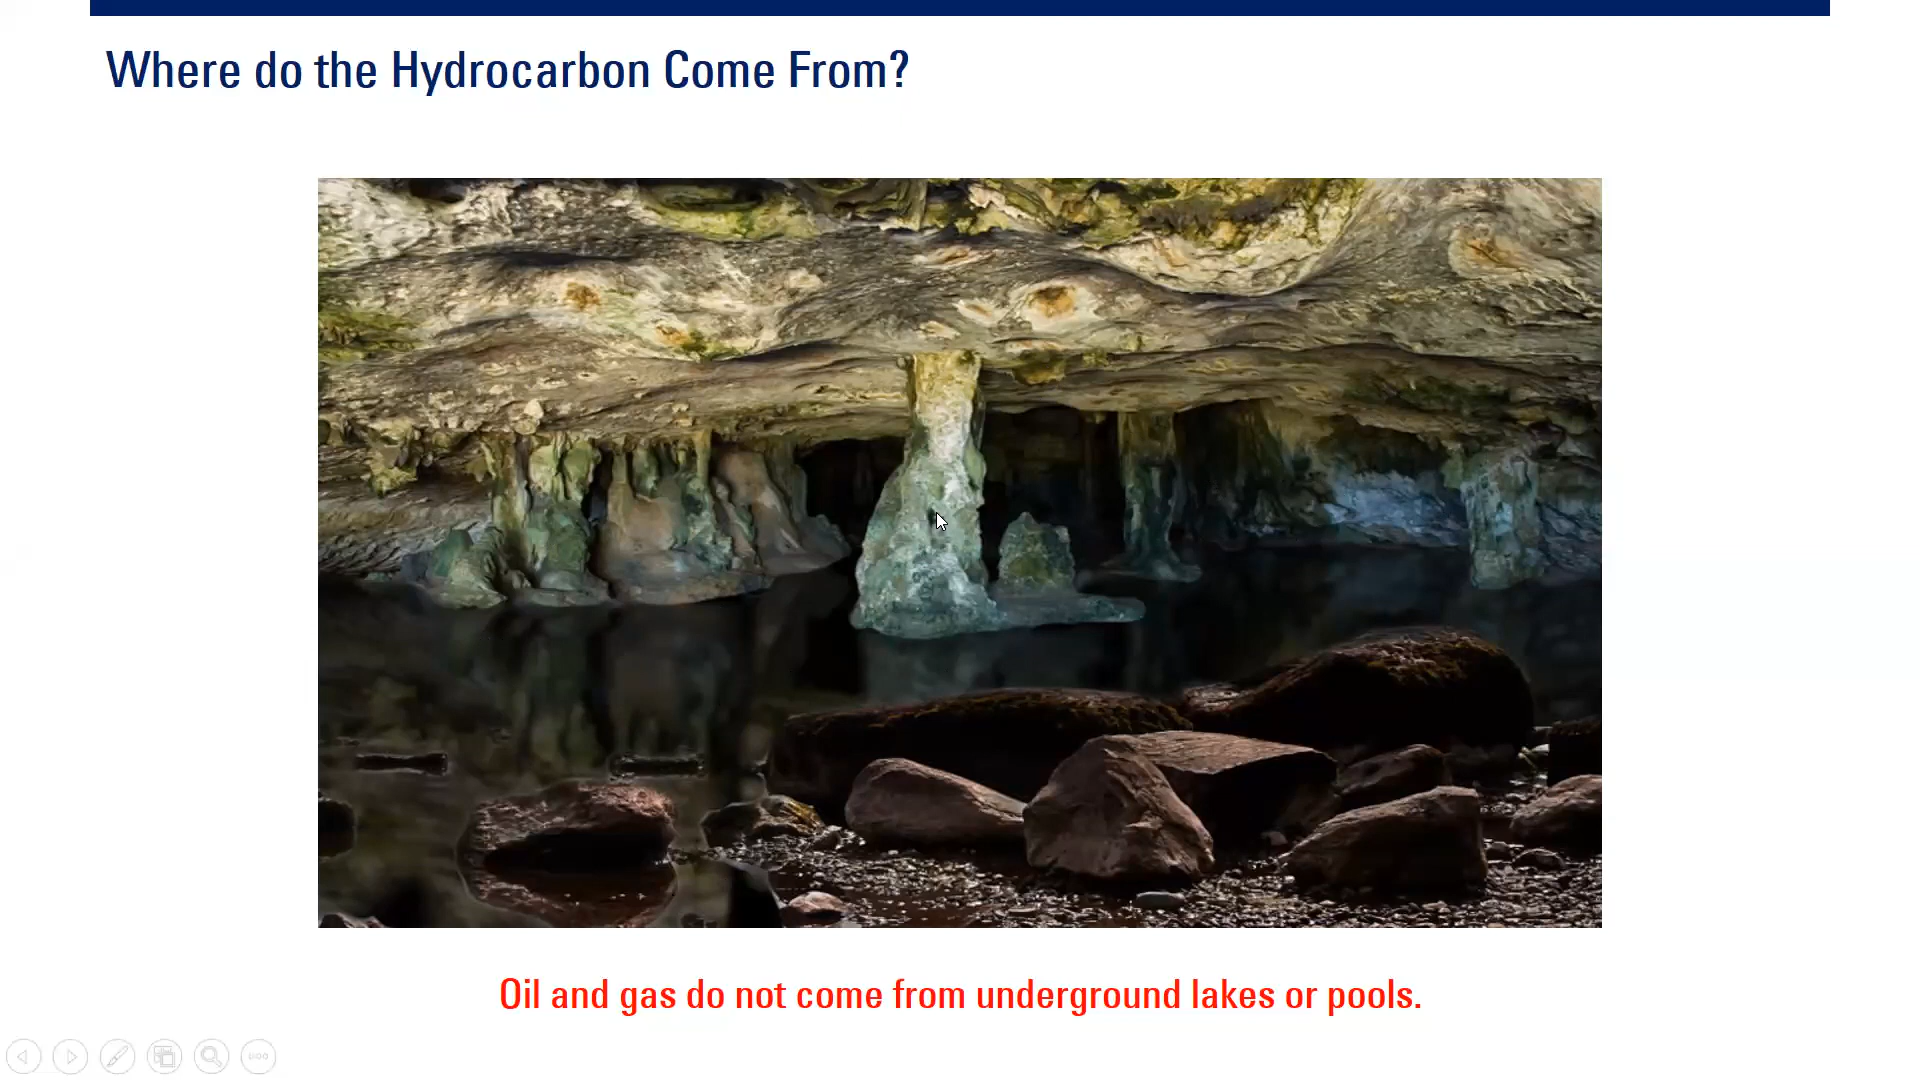 Where do the Hydrocarbon Come From?
Oil and gas do not come from underground lakes or pools.